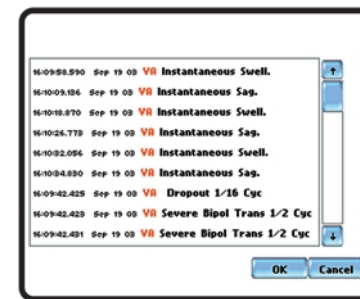 16:09:58.590 Sep 19 03 VA Instantaneous Swell.
16:10:09.136 Sep 19 03 VA Instantaneous Sag.
16:10:18.870 Sep 19 03 VA Instantaneous Swell.
16:10:26.773 Sep 19 03 VA Instantaneous Sag.
16:10:32.056 Sep 19 03 VA Instantaneous Swell.
16:10:34.830 Sep 19 03 VA Instantaneous Sag.
16:09:42.425 Sep 19 03 VA Dropout 1/16 Cyc
16:09:42.423 Sep 19 03 VA Severe Bipol Trans 1/2 Cyc
16:09:42.431 Sep 19 03 VA Severe Bipol Trans 1/2 Cyc
OK Cancel